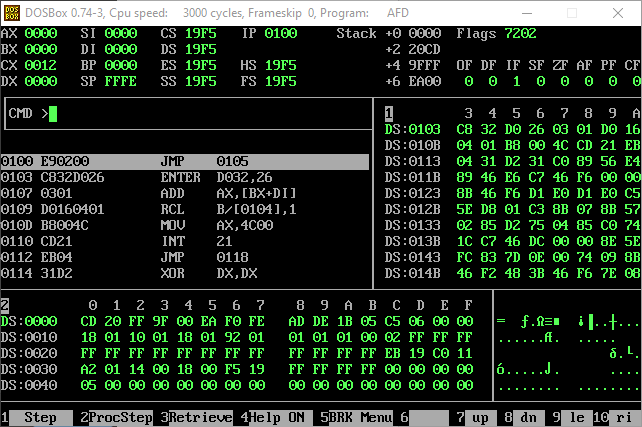 DOSBox 0.74-3, Cpu speed: 3000 cycles, Frameskip 0, Program: AFD
AX 0000 SI 0000 CS 19F5 IP 0100 Stack +0 0000 Flags 7202
BX 0000 DI 0000 DS 19F5 +2 20CD
CX 0012 BP 0000 ES 19F5 HS 19F5 +4 9FFF OF DF IF SF ZF AF PF CF
DX 0000 SP FFFE SS 19F5 FS 19F5 +6 EA00 0 0 1 0 0 0 0 0
CMD >
1 3 4 5 6 7 8 9 A
DS:0103 C8 32 D0 26 03 01 D0 16
DS:010B 04 01 B8 00 4C CD 21 EB
0100 E90200 JMP 0105 DS:0113 04 31 D2 31 C0 89 56 E4
0103 C832D026 ENTER D032,26 DS:011B 89 46 E6 C7 46 F6 00 00
0107 0301 ADD AX,[BX+DI] DS:0123 8B 46 F6 D1 E0 D1 E0 C5
0109 D0160401 RCL B/[0104],1 DS:012B 5E D8 01 C3 8B 07 8B 57
010D B8004C MOV AX,4C00 DS:0133 02 85 D2 75 04 85 C0 74
0110 CD21 INT 21 DS:013B 1C C7 46 DC 00 00 8E 5E
0112 EB04 JMP 0118 DS:0143 FC 83 7D 0E 00 74 09 8B
0114 31D2 XOR DX,DX DS:014B 46 F2 48 3B 46 F6 7E 08
2 0 1 2 3 4 5 6 7 8 9 A B C D E F
DS:0000 CD 20 FF 9F 00 EA F0 FE AD DE 1B 05 C5 06 00 00 = ƒ.Ω≡■ ¡▐..┼...
DS:0010 18 01 10 01 18 01 92 01 01 01 01 00 02 FF FF FF ......Æ. ....
DS:0020 FF FF FF FF FF FF FF FF FF FF FF FF EB 19 C0 11 δ.└.
DS:0030 A2 01 14 00 18 00 F5 19 FF FF FF FF 00 00 00 00 ó.....⌡. ....
DS:0040 05 00 00 00 00 00 00 00 00 00 00 00 00 00 00 00 ........ ........
1 Step 2ProcStep 3Retrieve 4Help ON 5BRK Menu 6 7 up 8 dn 9 le 10 ri